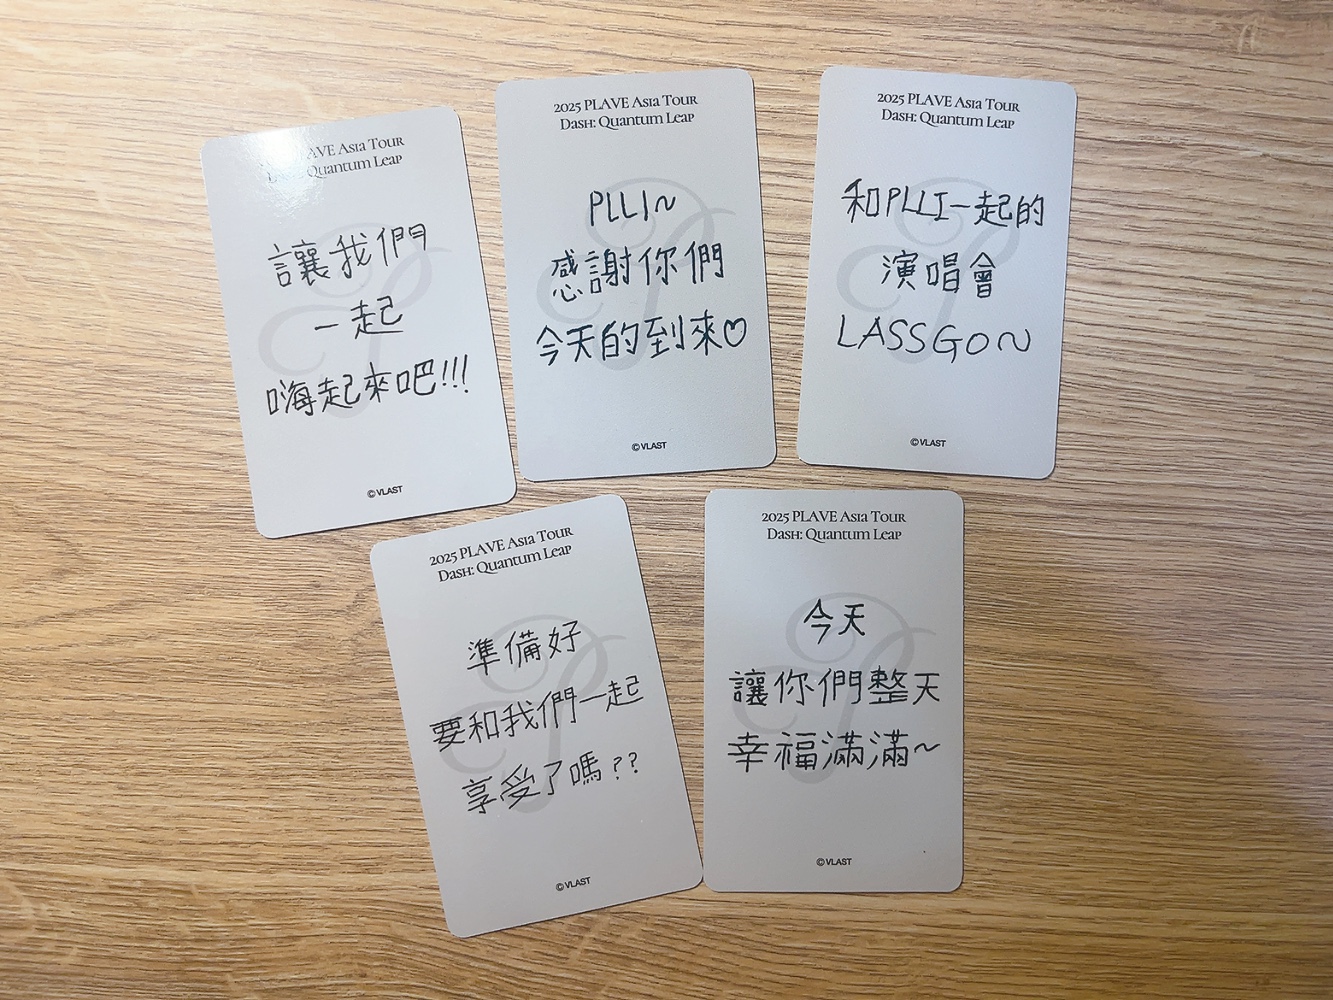 AVE Asia Tour
Quantum Leap
讓我們
一起
嗨起來吧!!!
© VLAST
2025 PLAVE Asia Tour
Dash: Quantum Leap
PLLI~
感謝你們
今天的到來♡
© VLAST
2025 PLAVE Asia Tour
Dash: Quantum Leap
和PLLI一起的
演唱會
LASSGO~
© VLAST
2025 PLAVE Asia Tour
Dash: Quantum Leap
準備好
要和我們一起
享受了嗎??
© VLAST
2025 PLAVE Asia Tour
Dash: Quantum Leap
今天
讓你們整天
幸福滿滿~
© VLAST